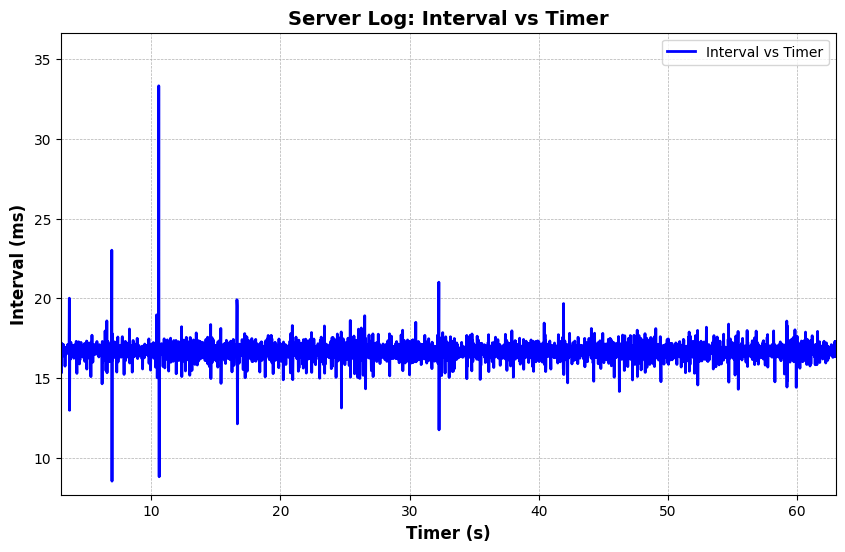 Server Log: Interval vs Timer
Interval vs Timer
35
30
25
20
15
10
Interval (ms)
10 20 30 40 50 60
Timer (s)